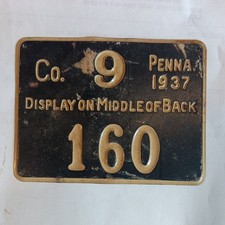 Co. 9 PENNA.
1937
DISPLAY ON MIDDLE OF BACK
160